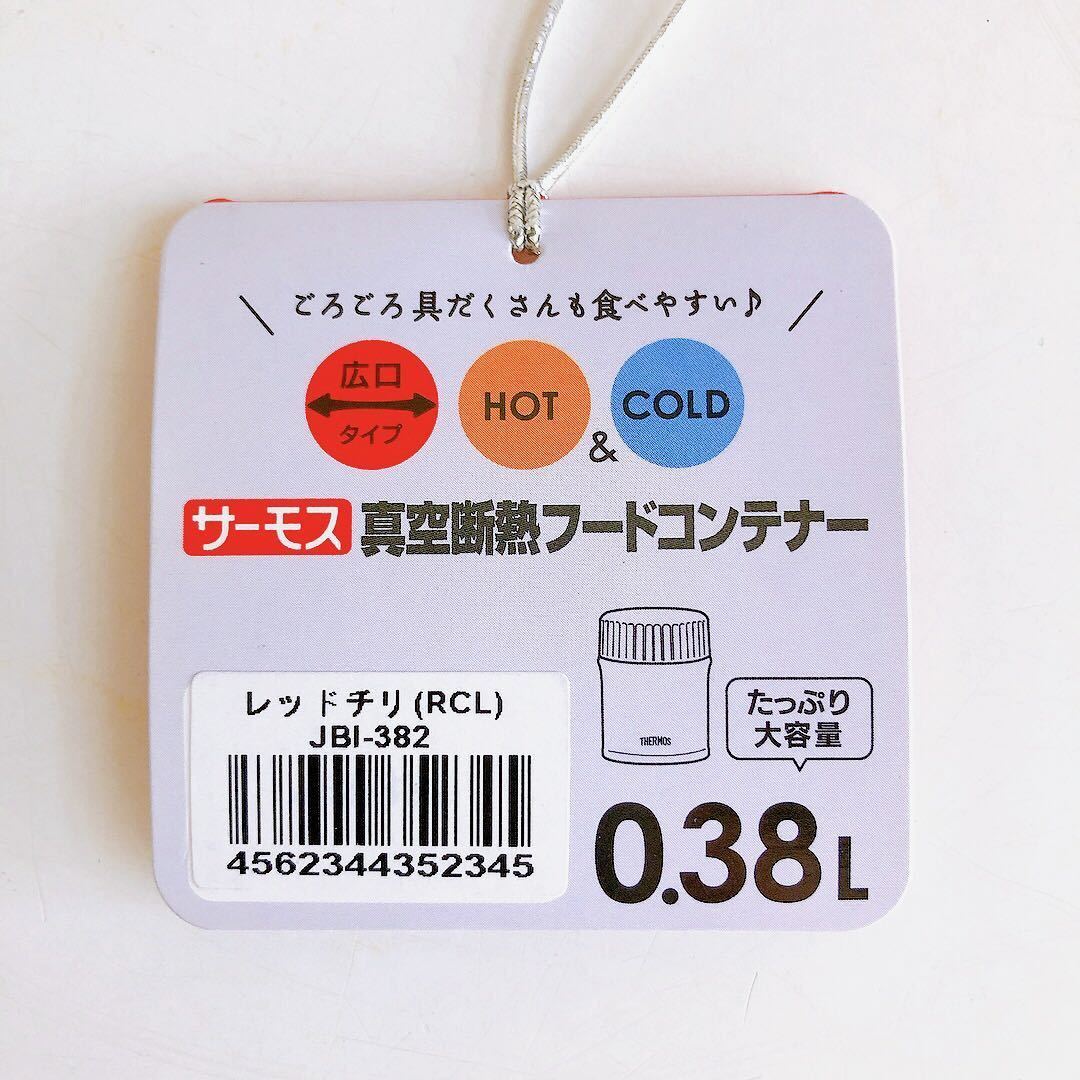 ごろごろ具だくさんも食べやすい♪
広口
タイプ
HOT
&
COLD
サーモス 真空断熱フードコンテナー
THERMOS
たっぷり
大容量
0.38L
レッドチリ(RCL)
JBI-382
4562344352345